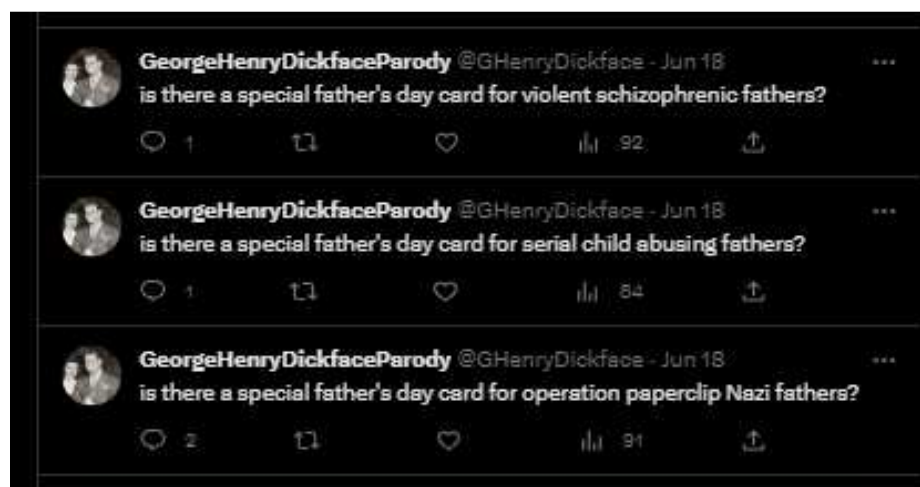 GeorgeHenryDickfaceParody @GHenryDickface · Jun 18 ...
is there a special father's day card for violent schizophrenic fathers?
1 92
GeorgeHenryDickfaceParody @GHenryDickface · Jun 18 ...
is there a special father's day card for serial child abusing fathers?
1 84
GeorgeHenryDickfaceParody @GHenryDickface · Jun 18 ...
is there a special father's day card for operation paperclip Nazi fathers?
2 91